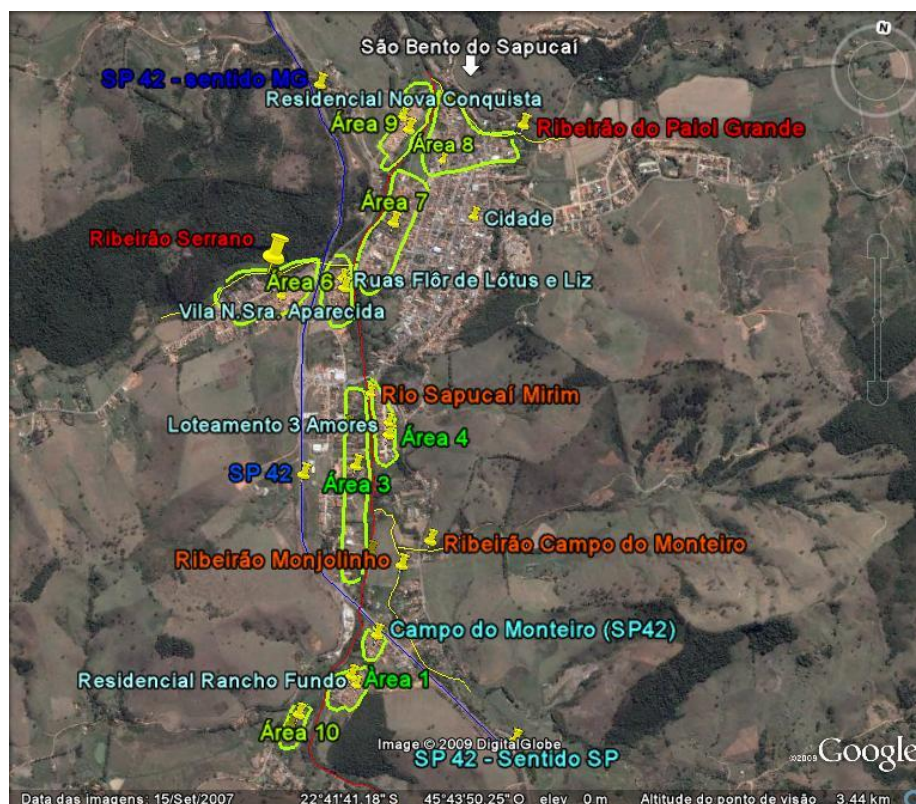 N
São Bento do Sapucaí
SP 42 - sentido MG
Residencial Nova Conquista
Área 9
Ribeirão do Paiol Grande
Área 8
Área 7
Cidade
Ribeirão Serrano
Área 6
Ruas Flôr de Lótus e Liz
Vila N.Sra. Aparecida
Rio Sapucaí Mirim
Loteamento 3 Amores
Área 4
SP 42
Área 3
Ribeirão Campo do Monteiro
Ribeirão Monjolinho
Campo do Monteiro (SP42)
Residencial Rancho Fundo
Área 1
Área 10
Image © 2009 DigitalGlobe
SP 42 - Sentido SP
©2009 Google
Data das imagens: 15/Set/2007 22°41'41.18" S 45°43'50.25" O elev 0 m Altitude do ponto de visão 3.44 km